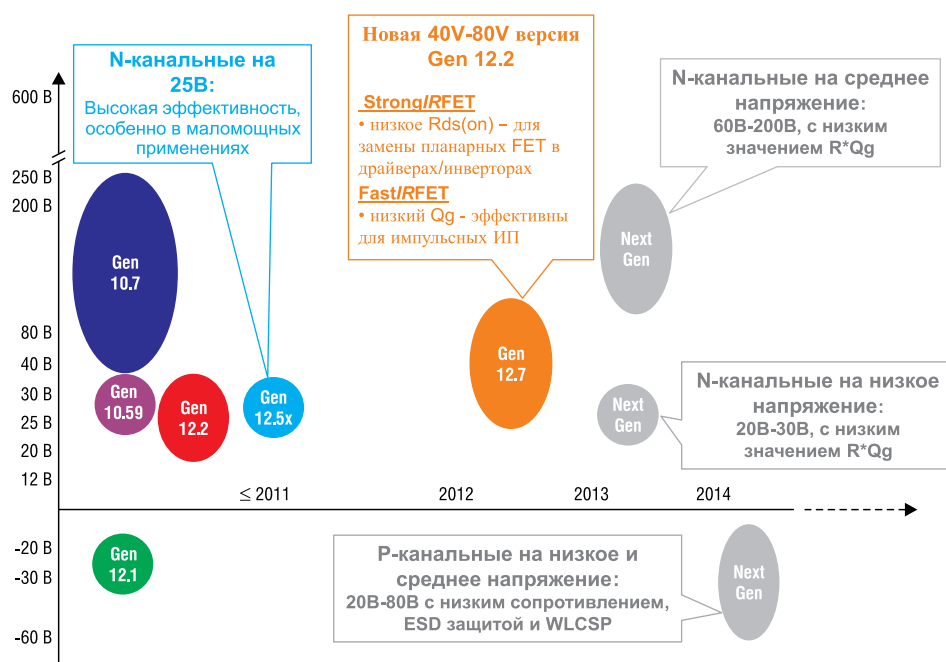 Новая 40V-80V версия
Gen 12.2
StrongIRFET
• низкое Rds(on) – для
замены планарных FET в
драйверах/инверторах
FastIRFET
• низкий Qg - эффективны
для импульсных ИП
N-канальные на
25В:
Высокая эффективность,
особенно в маломощных
применениях
N-канальные на среднее
напряжение:
60В-200В, с низким
значением R*Qg
600 В
250 В
200 В
80 В
40 В
30 В
25 В
20 В
12 В
-20 В
-30 В
-60 В
Gen
10.7
Gen
10.59
Gen
12.2
Gen
12.5x
Gen
12.7
Next
Gen
Next
Gen
N-канальные на низкое
напряжение:
20В-30В, с низким
значением R*Qg
≤ 2011
2012
2013
2014
Gen
12.1
P-канальные на низкое и
среднее напряжение:
20В-80В с низким сопротивлением,
ESD защитой и WLCSP
Next
Gen